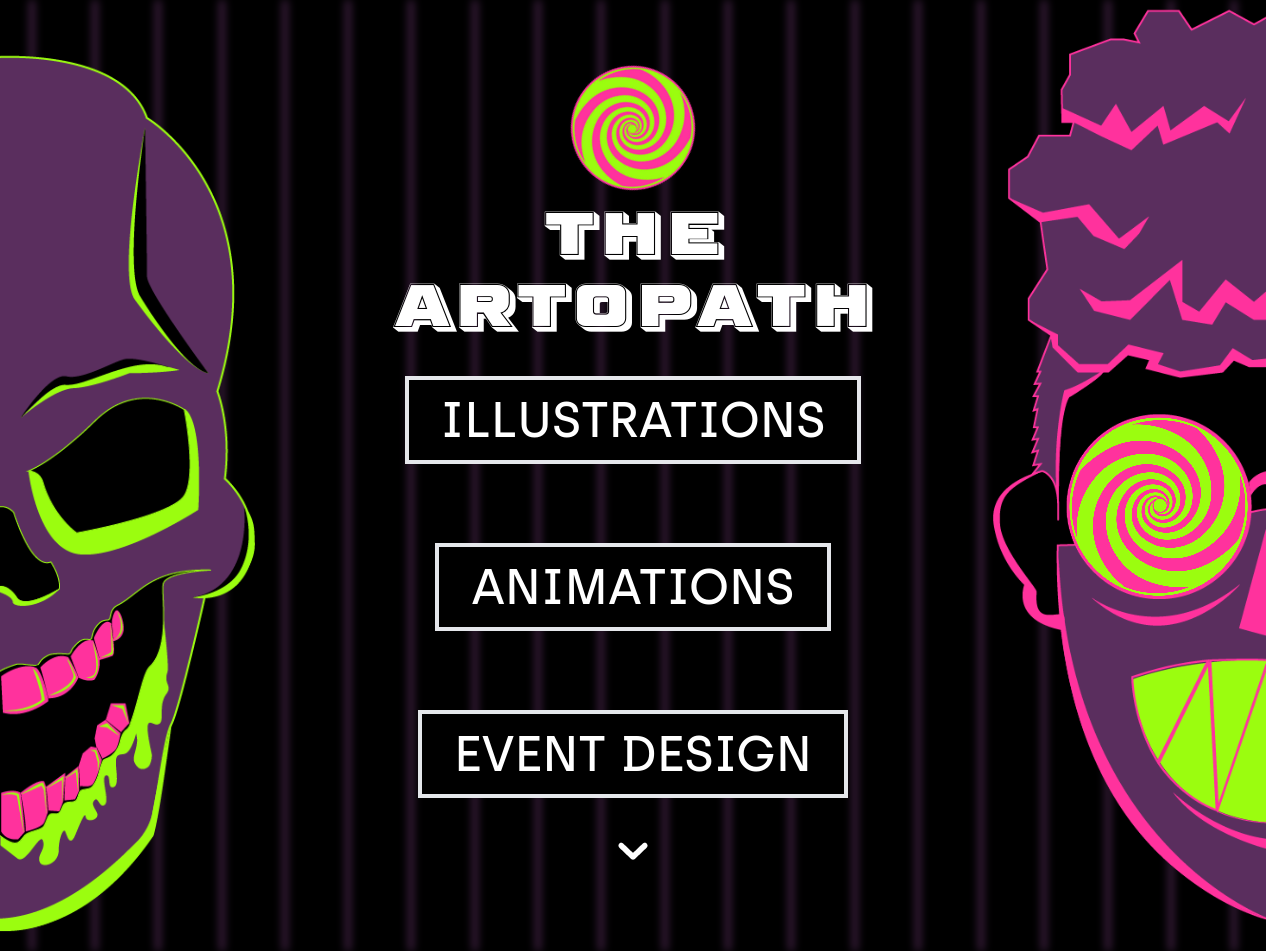 THE
ARTOPATH
ILLUSTRATIONS
ANIMATIONS
EVENT DESIGN